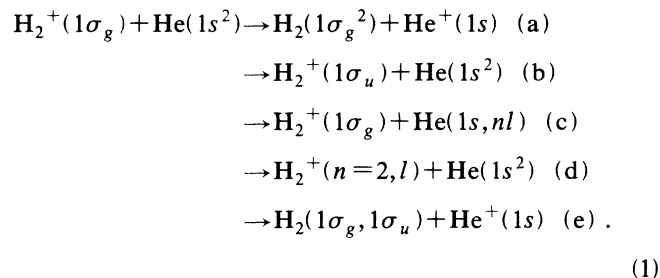 H₂⁺(1σ_g)+He(1s²)→H₂(1σ_g²)+He⁺(1s) (a)
→H₂⁺(1σ_u)+He(1s²) (b)
→H₂⁺(1σ_g)+He(1s,nl) (c)
→H₂⁺(n=2,l)+He(1s²) (d)
→H₂(1σ_g,1σ_u)+He⁺(1s) (e) .
(1)